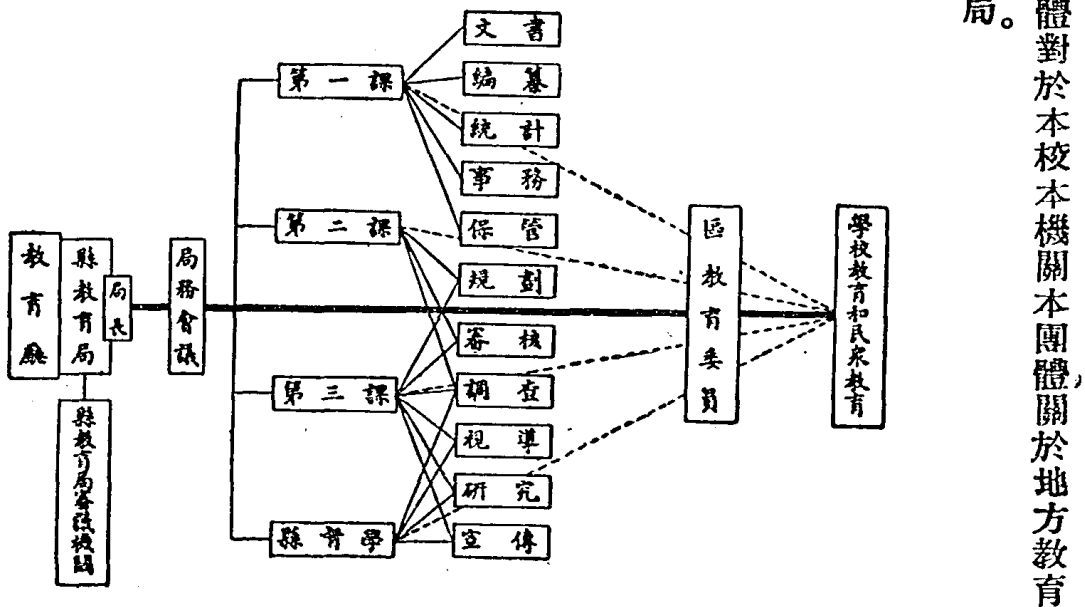 體對於本校本機關本團體，關於地方教育
局。
教育廳
縣教育局
局長
縣教育局審議機關
局務會議
第一課
第二課
第三課
縣督學
文書
編纂
統計
事務
保管
規劃
審核
調查
視導
研究
宣傳
區教育委員
學校教育和民眾教育